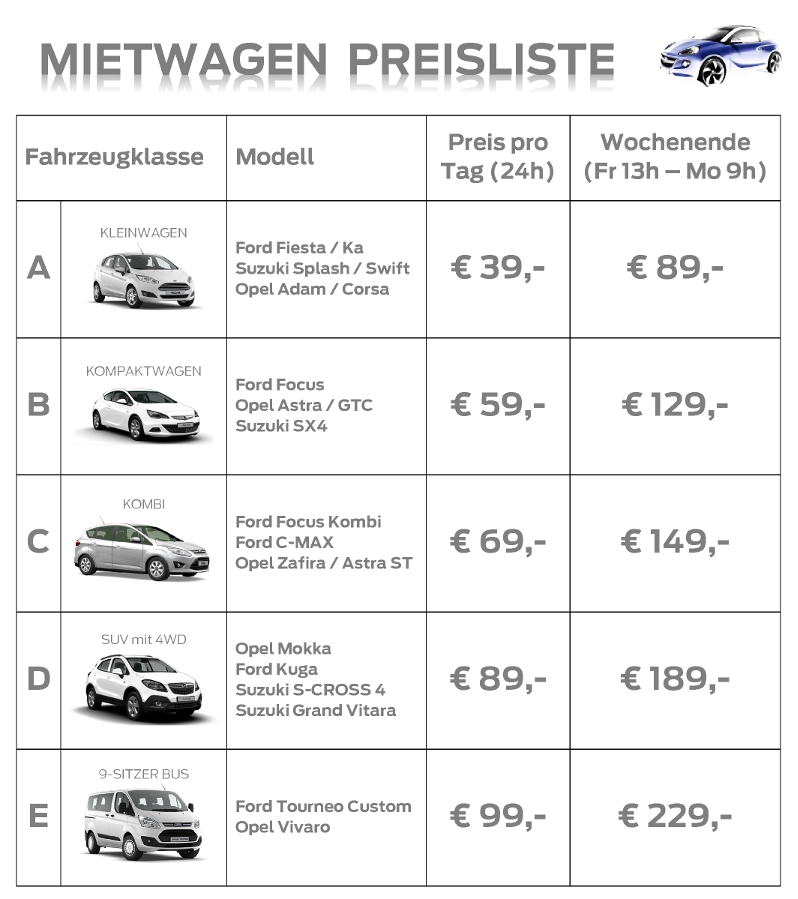 MIETWAGEN PREISLISTE
Fahrzeugklasse
Modell
Preis pro
Tag (24h)
Wochenende
(Fr 13h – Mo 9h)
A
KLEINWAGEN
Ford Fiesta / Ka
Suzuki Splash / Swift
Opel Adam / Corsa
€ 39,-
€ 89,-
B
KOMPAKTWAGEN
Ford Focus
Opel Astra / GTC
Suzuki SX4
€ 59,-
€ 129,-
C
KOMBI
Ford Focus Kombi
Ford C-MAX
Opel Zafira / Astra ST
€ 69,-
€ 149,-
D
SUV mit 4WD
Opel Mokka
Ford Kuga
Suzuki S-CROSS 4
Suzuki Grand Vitara
€ 89,-
€ 189,-
E
9-SITZER BUS
Ford Tourneo Custom
Opel Vivaro
€ 99,-
€ 229,-